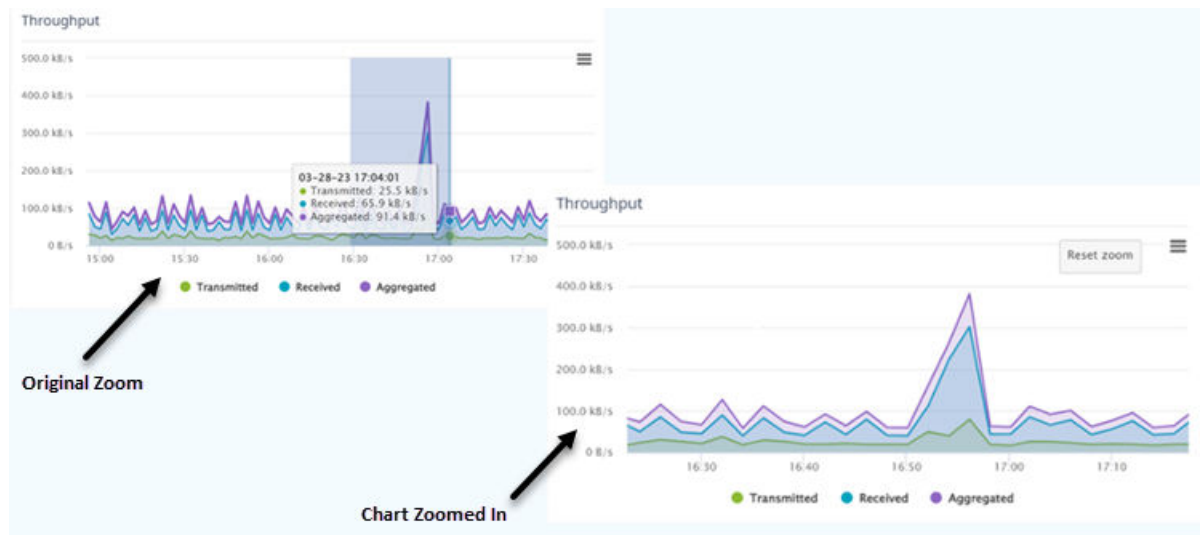 Throughput
500.0 kB/s
400.0 kB/s
300.0 kB/s
200.0 kB/s
100.0 kB/s
0 B/s
03-28-23 17:04:01
Transmitted: 25.5 kB/s
Received: 65.9 kB/s
Aggregated: 91.4 kB/s
15:00 15:30 16:00 16:30 17:00 17:30
Transmitted Received Aggregated
Original Zoom
Throughput
Reset zoom
500.0 kB/s
400.0 kB/s
300.0 kB/s
200.0 kB/s
100.0 kB/s
0 B/s
16:30 16:40 16:50 17:00 17:10
Transmitted Received Aggregated
Chart Zoomed In